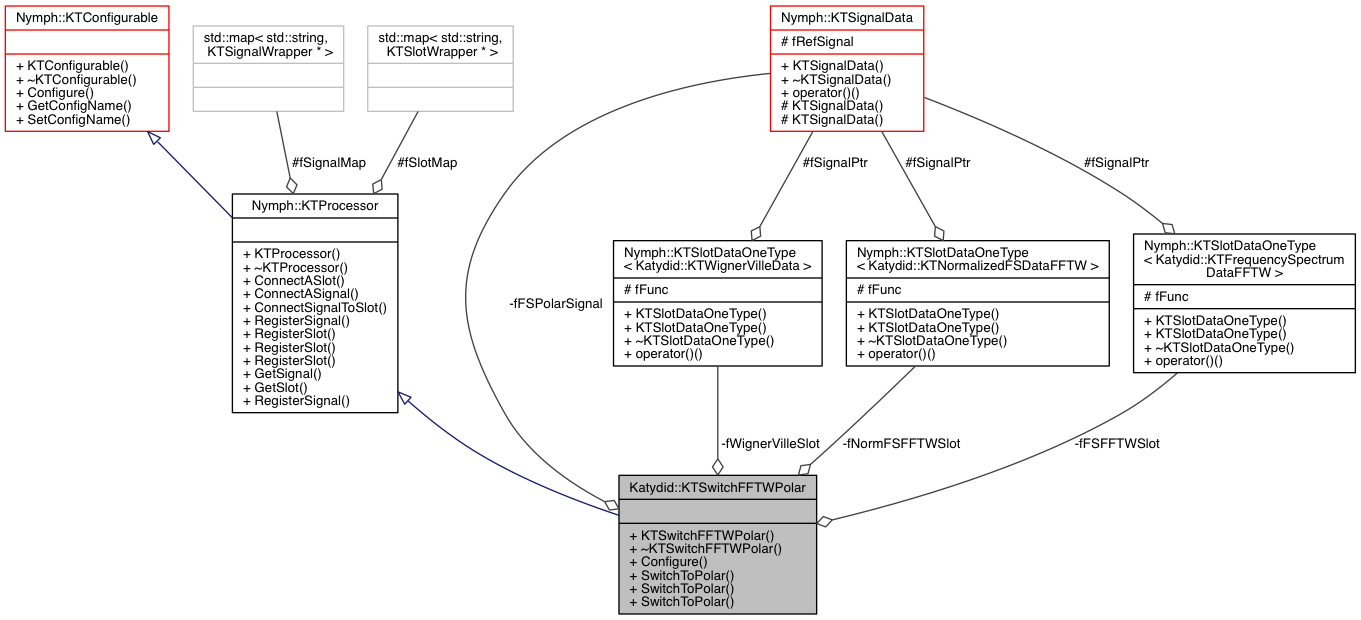 Nymph::KTConfigurable
+ KTConfigurable()
+ ~KTConfigurable()
+ Configure()
+ GetConfigName()
+ SetConfigName()
std::map< std::string,
KTSignalWrapper * >
std::map< std::string,
KTSlotWrapper * >
Nymph::KTSignalData
# fRefSignal
+ KTSignalData()
+ ~KTSignalData()
+ operator()()
# KTSignalData()
# KTSignalData()
#fSignalMap
#fSlotMap
#fSignalPtr
#fSignalPtr
#fSignalPtr
Nymph::KTProcessor
+ KTProcessor()
+ ~KTProcessor()
+ ConnectASlot()
+ ConnectASignal()
+ ConnectSignalToSlot()
+ RegisterSignal()
+ RegisterSlot()
+ RegisterSlot()
+ RegisterSlot()
+ GetSignal()
+ GetSlot()
+ RegisterSignal()
-fFSPolarSignal
Nymph::KTSlotDataOneType
< Katydid::KTWignerVilleData >
# fFunc
+ KTSlotDataOneType()
+ KTSlotDataOneType()
+ ~KTSlotDataOneType()
+ operator()()
Nymph::KTSlotDataOneType
< Katydid::KTNormalizedFSDataFFTW >
# fFunc
+ KTSlotDataOneType()
+ KTSlotDataOneType()
+ ~KTSlotDataOneType()
+ operator()()
Nymph::KTSlotDataOneType
< Katydid::KTFrequencySpectrum
DataFFTW >
# fFunc
+ KTSlotDataOneType()
+ KTSlotDataOneType()
+ ~KTSlotDataOneType()
+ operator()()
-fWignerVilleSlot
-fNormFSFFTWSlot
-fFSFFTWSlot
Katydid::KTSwitchFFTWPolar
+ KTSwitchFFTWPolar()
+ ~KTSwitchFFTWPolar()
+ Configure()
+ SwitchToPolar()
+ SwitchToPolar()
+ SwitchToPolar()